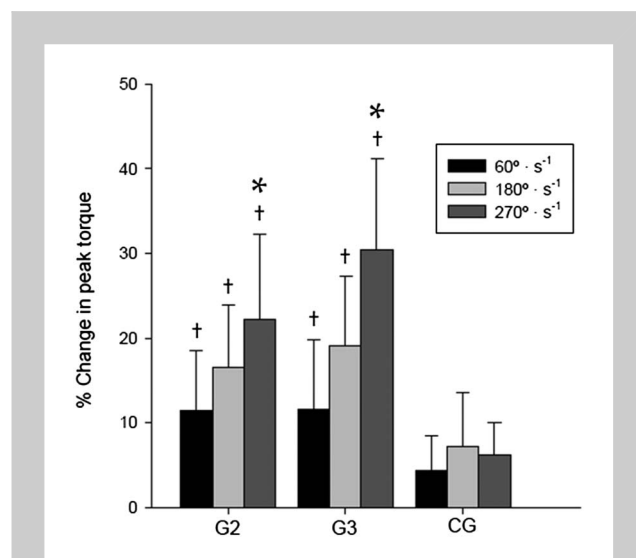 % Change in peak torque
50
40
30
20
10
0
*
†
†
†
*
†
†
†
60º · s⁻¹
180º · s⁻¹
270º · s⁻¹
G2
G3
CG